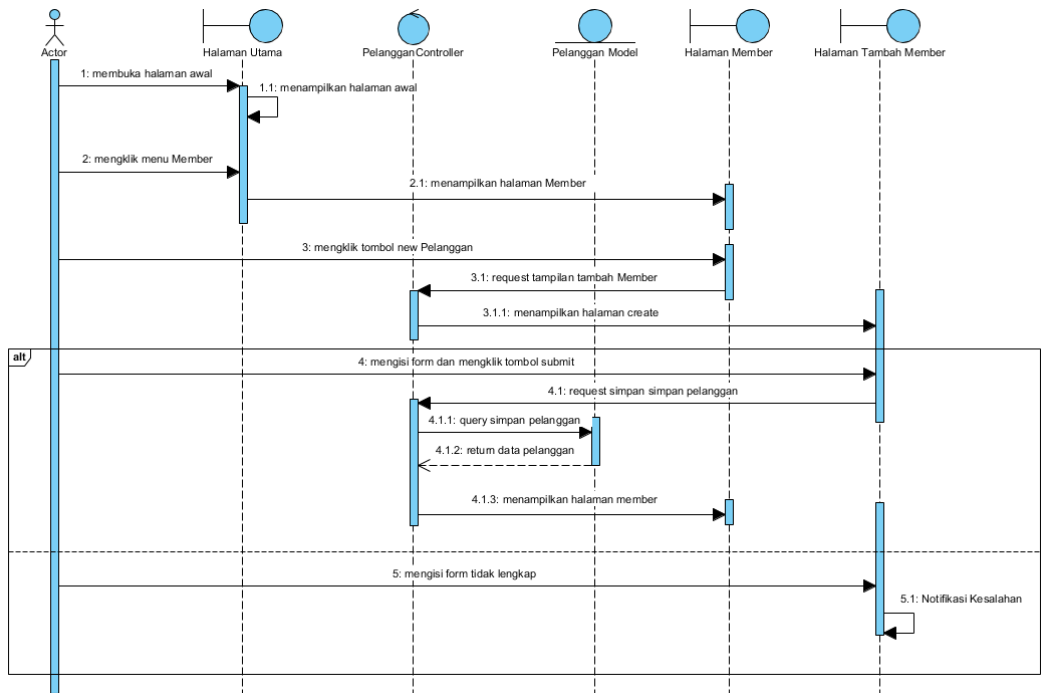 Actor
Halaman Utama
Pelanggan Controller
Pelanggan Model
Halaman Member
Halaman Tambah Member
1: membuka halaman awal
1.1: menampilkan halaman awal
2: mengklik menu Member
2.1: menampilkan halaman Member
3: mengklik tombol new Pelanggan
3.1: request tampilan tambah Member
3.1.1: menampilkan halaman create
alt
4: mengisi form dan mengklik tombol submit
4.1: request simpan simpan pelanggan
4.1.1: query simpan pelanggan
4.1.2: return data pelanggan
4.1.3: menampilkan halaman member
5: mengisi form tidak lengkap
5.1: Notifikasi Kesalahan